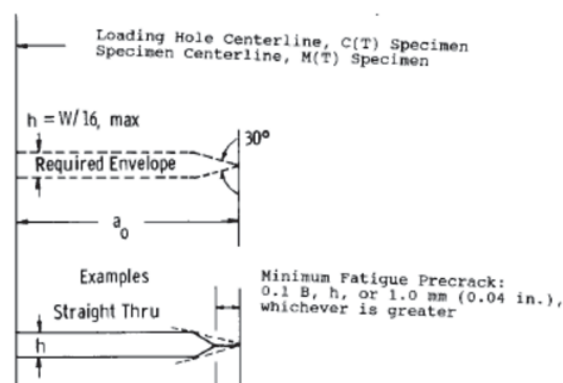 Loading Hole Centerline, C(T) Specimen
Specimen Centerline, M(T) Specimen
h = W/16, max
30°
Required Envelope
a₀
Examples
Minimum Fatigue Precrack:
0.1 B, h, or 1.0 mm (0.04 in.),
whichever is greater
Straight Thru
h